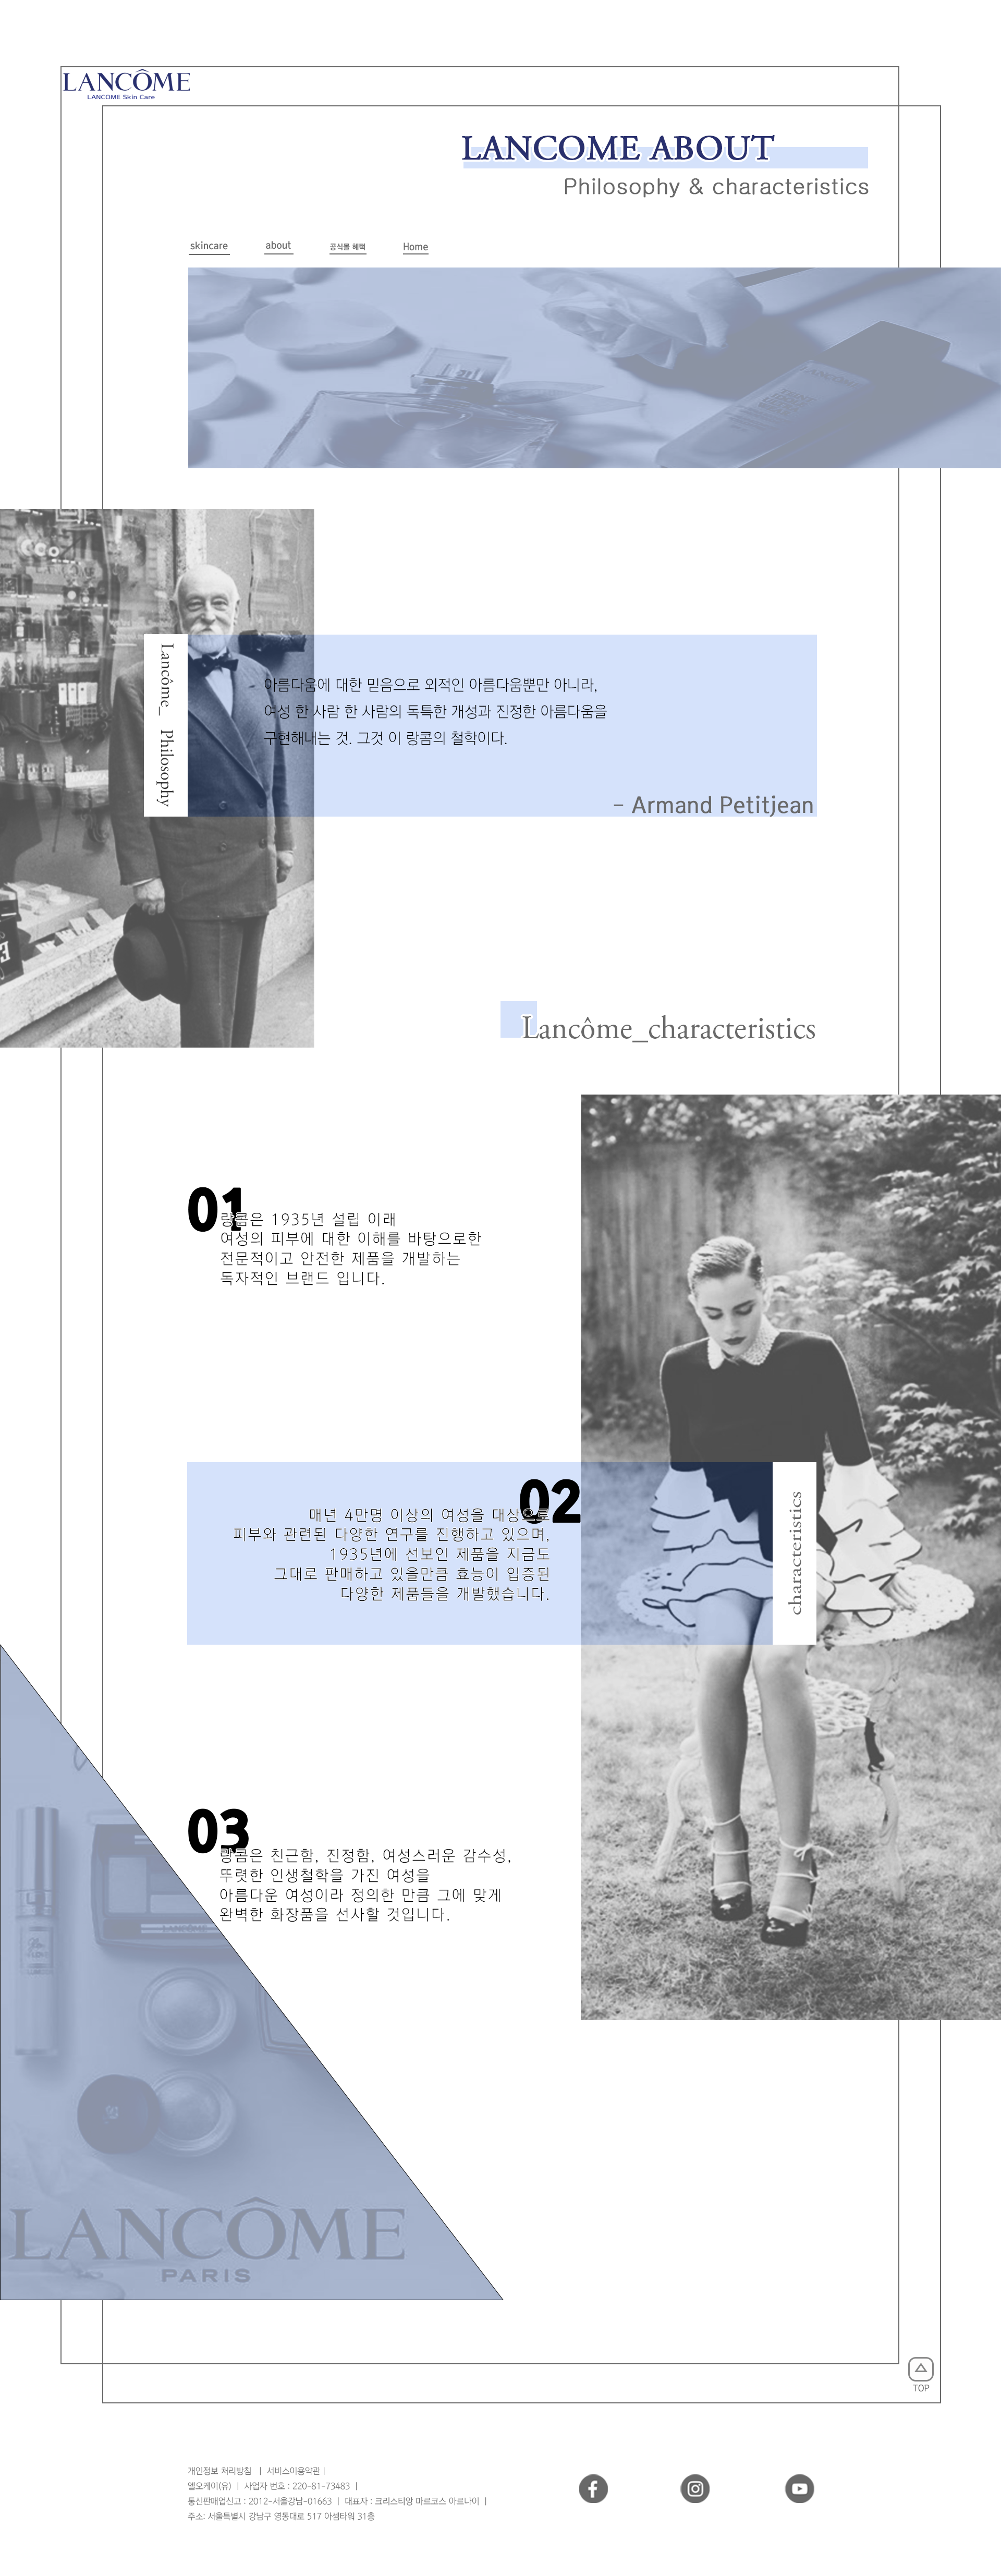 LANCÔME
LANCOME Skin Care
LANCOME ABOUT
Philosophy & characteristics
skincare
about
공식몰 혜택
Home
Lancôme_ Philosophy
아름다움에 대한 믿음으로 외적인 아름다움뿐만 아니라,
여성 한 사람 한 사람의 독특한 개성과 진정한 아름다움을
구현해내는 것. 그것 이 랑콤의 철학이다.
- Armand Petitjean
Lancôme_characteristics
01
랑콤은 1935년 설립 이래
여성의 피부에 대한 이해를 바탕으로한
전문적이고 안전한 제품을 개발하는
독자적인 브랜드 입니다.
02
매년 4만명 이상의 여성을 대상으로
피부와 관련된 다양한 연구를 진행하고 있으며,
1935년에 선보인 제품을 지금도
그대로 판매하고 있을만큼 효능이 입증된
다양한 제품들을 개발했습니다.
characteristics
03
랑콤은 친근함, 진정함, 여성스러운 감수성,
뚜렷한 인생철학을 가진 여성을
아름다운 여성이라 정의한 만큼 그에 맞게
완벽한 화장품을 선사할 것입니다.
LANCÔME
PARIS
TOP
개인정보 처리방침 | 서비스이용약관 |
엘오케이(유) | 사업자 번호 : 220-81-73483 |
통신판매업신고 : 2012-서울강남-01663 | 대표자 : 크리스티앙 마르코스 아르나이 |
주소: 서울특별시 강남구 영동대로 517 아셈타워 31층